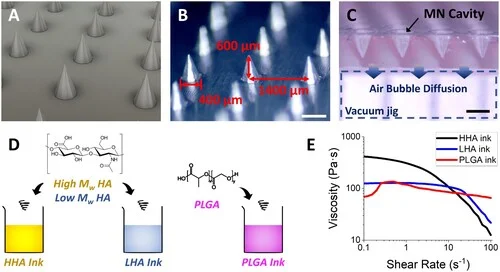 A
B
600 μm
400 μm
1400 μm
C
MN Cavity
Air Bubble Diffusion
Vacuum jig
D
High Mw HA
Low Mw HA
PLGA
HHA Ink
LHA Ink
PLGA Ink
E
Viscosity (Pa·s)
1000
100
10
HHA ink
LHA ink
PLGA ink
0.1
1
10
100
Shear Rate (s⁻¹)